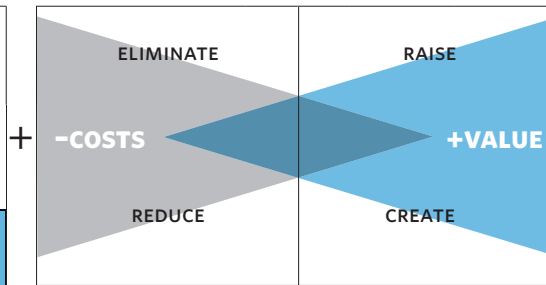 ELIMINATE
RAISE
+
-COSTS
+VALUE
REDUCE
CREATE